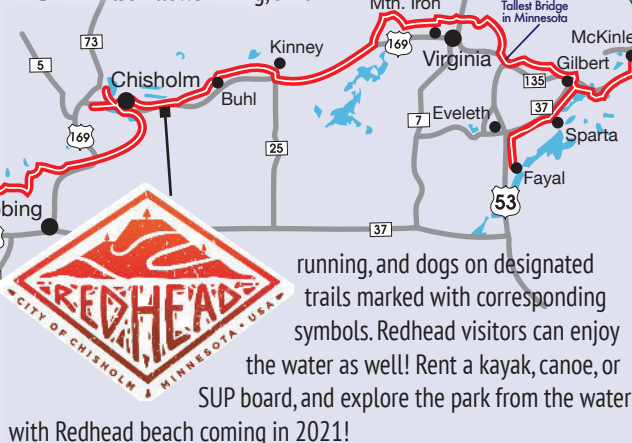 Mtn. Iron
Tallest Bridge
in Minnesota
McKinle
73
169
Virginia
Kinney
5
Gilbert
Chisholm
135
Buhl
37
Eveleth
7
169
Sparta
25
Fayal
53
bing
37
REDHEAD
• CITY OF CHISHOLM • MINNESOTA • USA •
running, and dogs on designated
trails marked with corresponding
symbols. Redhead visitors can enjoy
the water as well! Rent a kayak, canoe, or
SUP board, and explore the park from the water
with Redhead beach coming in 2021!